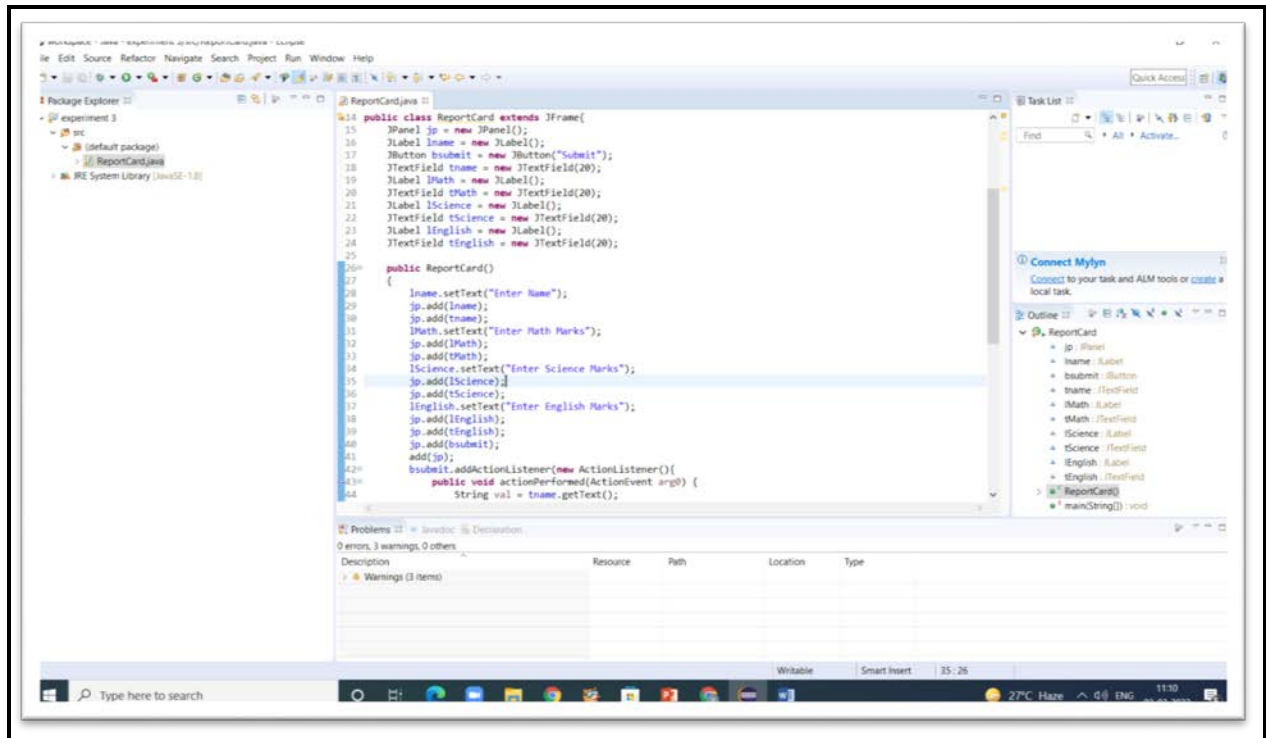 File Edit Source Refactor Navigate Search Project Run Window Help
Quick Access
Package Explorer
experiment 3
src
(default package)
ReportCard.java
JRE System Library [JavaSE-1.8]
ReportCard.java
14 public class ReportCard extends JFrame{
15 JPanel jp = new JPanel();
16 JLabel lname = new JLabel();
17 JButton bsubmit = new JButton("Submit");
18 JTextField tname = new JTextField(20);
19 JLabel lMath = new JLabel();
20 JTextField tMath = new JTextField(20);
21 JLabel lScience = new JLabel();
22 JTextField tScience = new JTextField(20);
23 JLabel lEnglish = new JLabel();
24 JTextField tEnglish = new JTextField(20);
25
26 public ReportCard()
27 {
28 lname.setText("Enter Name");
29 jp.add(lname);
30 jp.add(tname);
31 lMath.setText("Enter Math Marks");
32 jp.add(lMath);
33 jp.add(tMath);
34 lScience.setText("Enter Science Marks");
35 jp.add(lScience);
36 jp.add(tScience);
37 lEnglish.setText("Enter English Marks");
38 jp.add(lEnglish);
39 jp.add(tEnglish);
40 jp.add(bsubmit);
41 add(jp);
42 bsubmit.addActionListener(new ActionListener(){
43 public void actionPerformed(ActionEvent arg0) {
44 String val = tname.getText();
Task List
Find All Activate...
Connect Mylyn
Connect to your task and ALM tools or create a
local task.
Outline
ReportCard
jp : JPanel
lname : JLabel
bsubmit : JButton
tname : JTextField
lMath : JLabel
tMath : JTextField
lScience : JLabel
tScience : JTextField
lEnglish : JLabel
tEnglish : JTextField
ReportCard()
main(String[]) : void
Problems Javadoc Declaration
0 errors, 3 warnings, 0 others
Description Resource Path Location Type
Warnings (3 items)
Writable Smart Insert 35 : 26
Type here to search
27°C Haze ENG 11:10